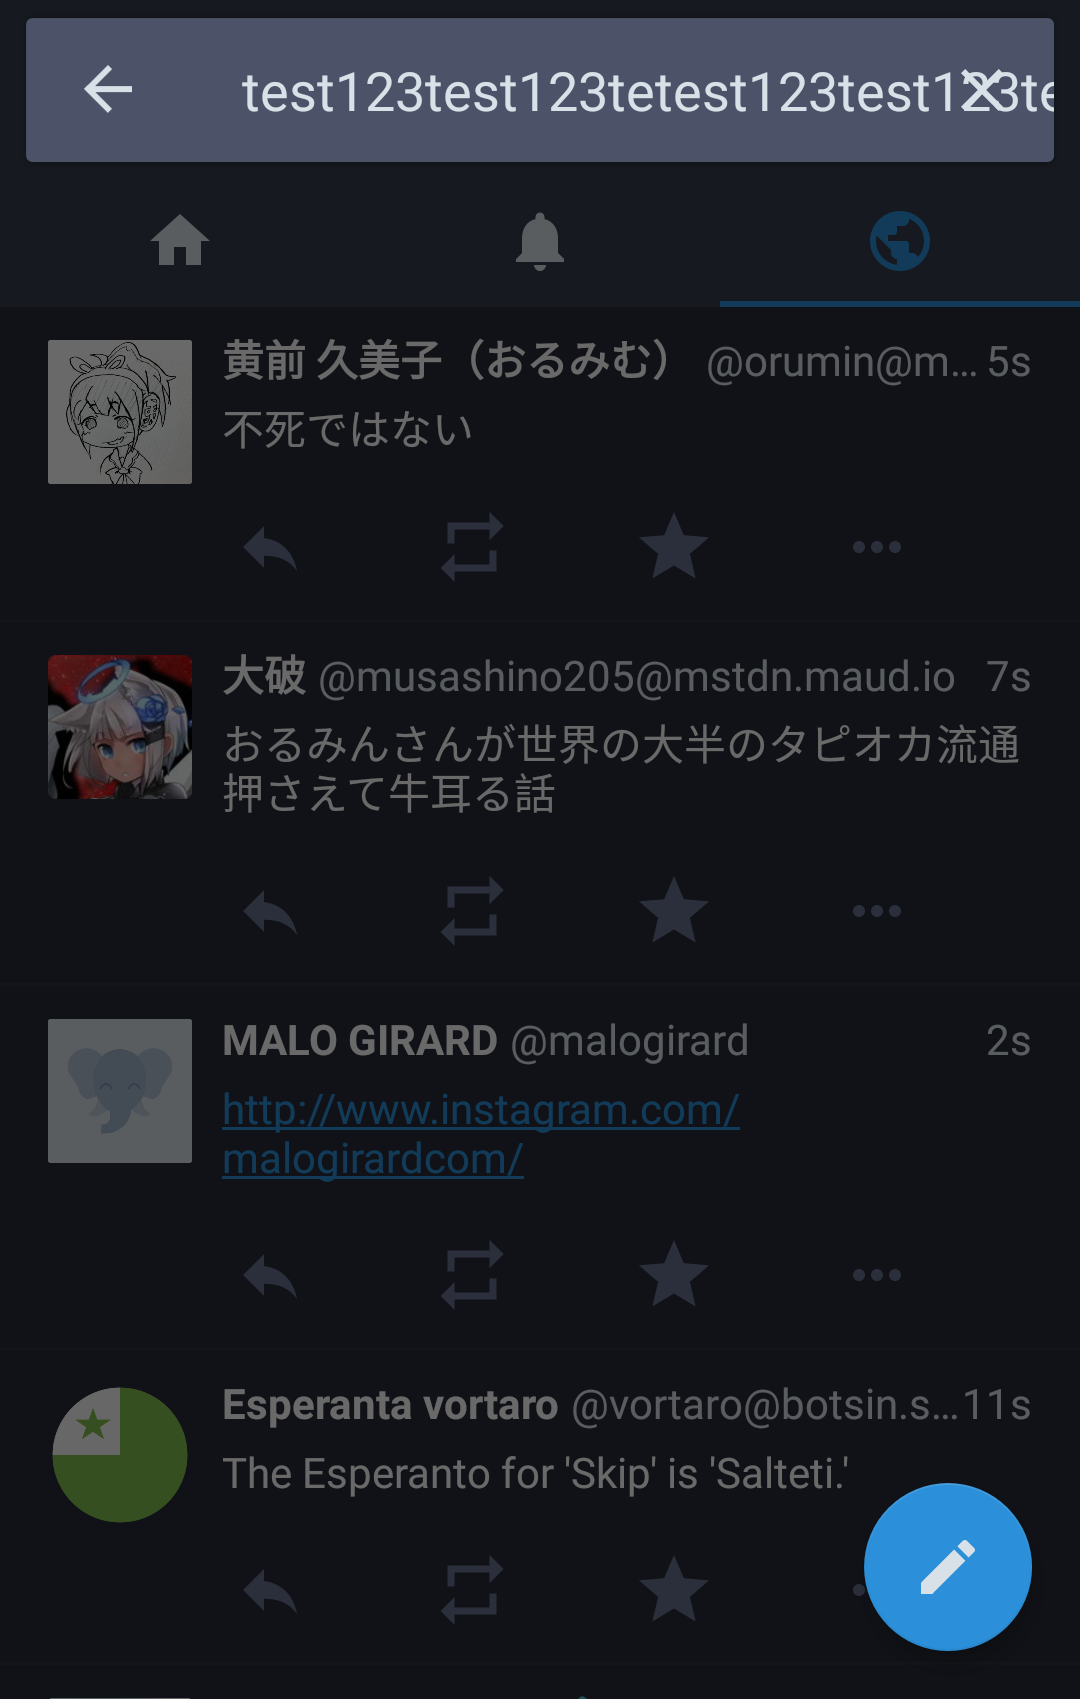 test123test123tetest123test123te
黄前 久美子（おるみむ） @orumin@m... 5s
不死ではない
大破 @musashino205@mstdn.maud.io 7s
おるみんさんが世界の大半のタピオカ流通
押さえて牛耳る話
MALO GIRARD @malogirard 2s
http://www.instagram.com/
malogirardcom/
Esperanta vortaro @vortaro@botsin.s... 11s
The Esperanto for 'Skip' is 'Salteti.'